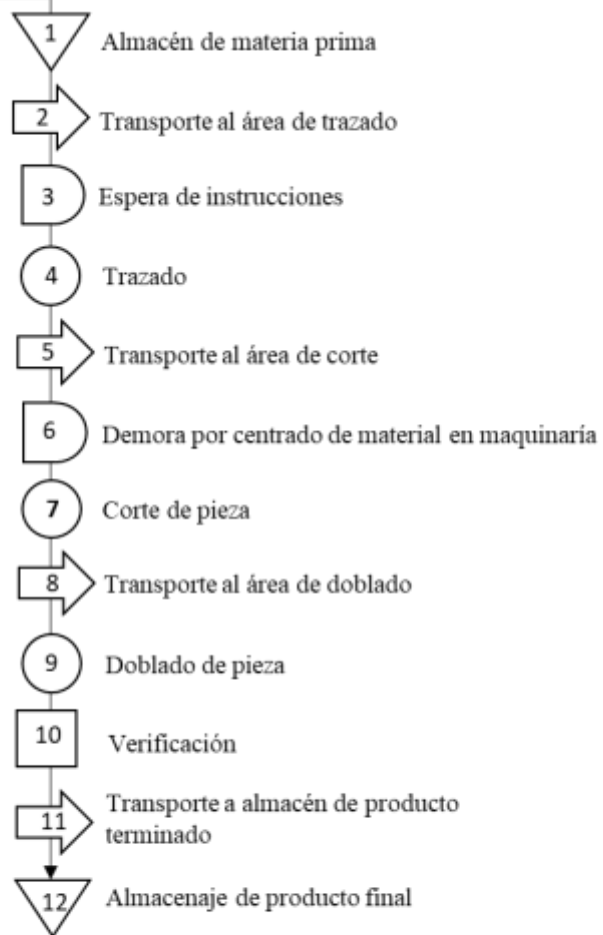 1 Almacén de materia prima
2 Transporte al área de trazado
3 Espera de instrucciones
4 Trazado
5 Transporte al área de corte
6 Demora por centrado de material en maquinaría
7 Corte de pieza
8 Transporte al área de doblado
9 Doblado de pieza
10 Verificación
11 Transporte a almacén de producto
terminado
12 Almacenaje de producto final